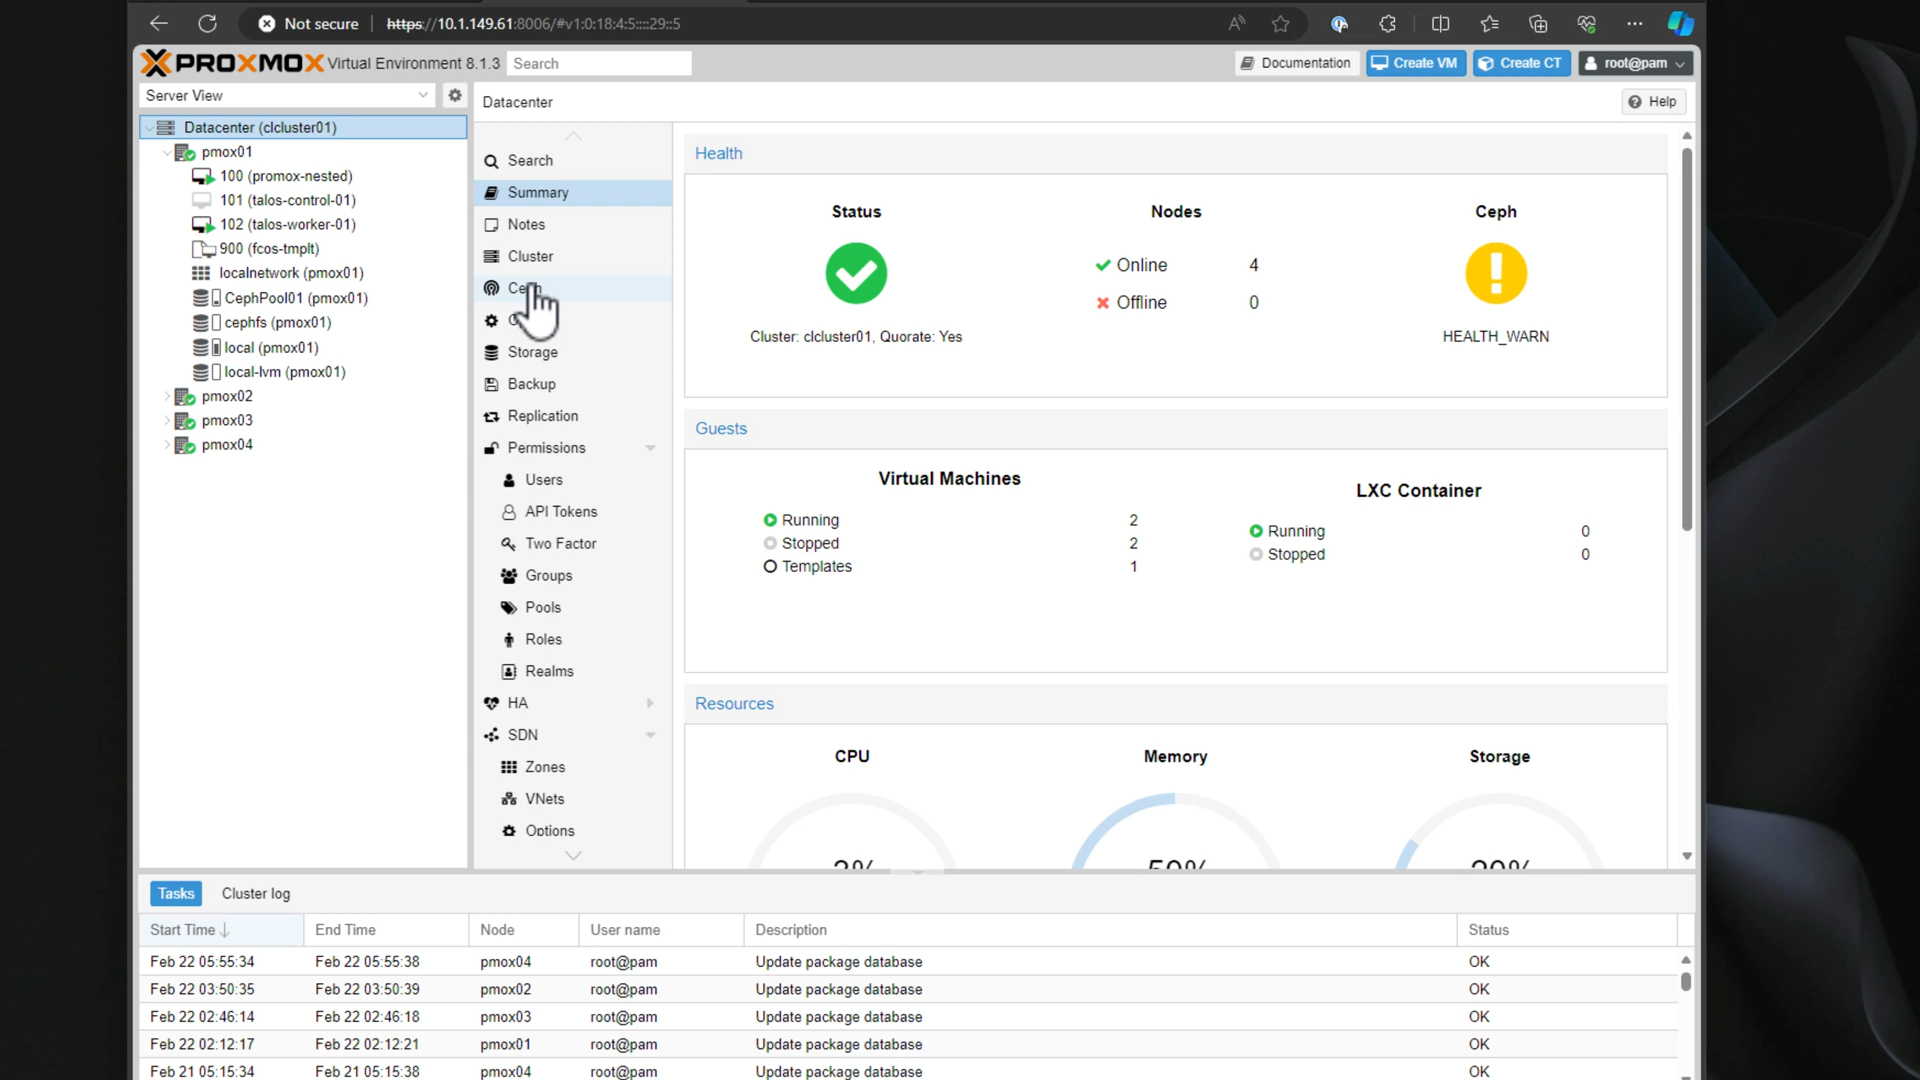 Not secure
https://10.1.149.61:8006/#v1:0:18:4:5::::29::5
PROXMOX Virtual Environment 8.1.3
Search
Documentation
Create VM
Create CT
root@pam
Server View
Datacenter
Help
Datacenter (clcluster01)
pmox01
100 (promox-nested)
101 (talos-control-01)
102 (talos-worker-01)
900 (fcos-tmplt)
localnetwork (pmox01)
CephPool01 (pmox01)
cephfs (pmox01)
local (pmox01)
local-lvm (pmox01)
pmox02
pmox03
pmox04
Search
Summary
Notes
Cluster
Ceph
Storage
Backup
Replication
Permissions
Users
API Tokens
Two Factor
Groups
Pools
Roles
Realms
HA
SDN
Zones
VNets
Options
Health
Status
Nodes
Ceph
Online 4
Offline 0
Cluster: clcluster01, Quorate: Yes
HEALTH_WARN
Guests
Virtual Machines
LXC Container
Running 2
Stopped 2
Templates 1
Running 0
Stopped 0
Resources
CPU
Memory
Storage
Tasks
Cluster log
Start Time End Time Node User name Description Status
Feb 22 05:55:34 Feb 22 05:55:38 pmox04 root@pam Update package database OK
Feb 22 03:50:35 Feb 22 03:50:39 pmox02 root@pam Update package database OK
Feb 22 02:46:14 Feb 22 02:46:18 pmox03 root@pam Update package database OK
Feb 22 02:12:17 Feb 22 02:12:21 pmox01 root@pam Update package database OK
Feb 21 05:15:34 Feb 21 05:15:38 pmox04 root@pam Update package database OK